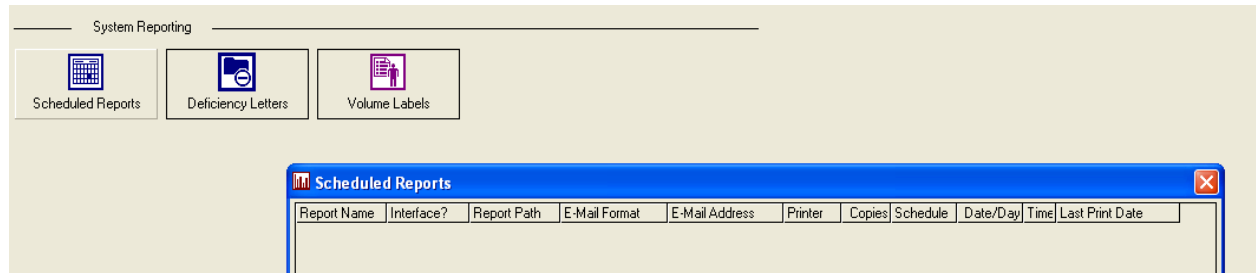 System Reporting
Scheduled Reports Deficiency Letters Volume Labels
Scheduled Reports
Report Name Interface? Report Path E-Mail Format E-Mail Address Printer Copies Schedule Date/Day Time Last Print Date